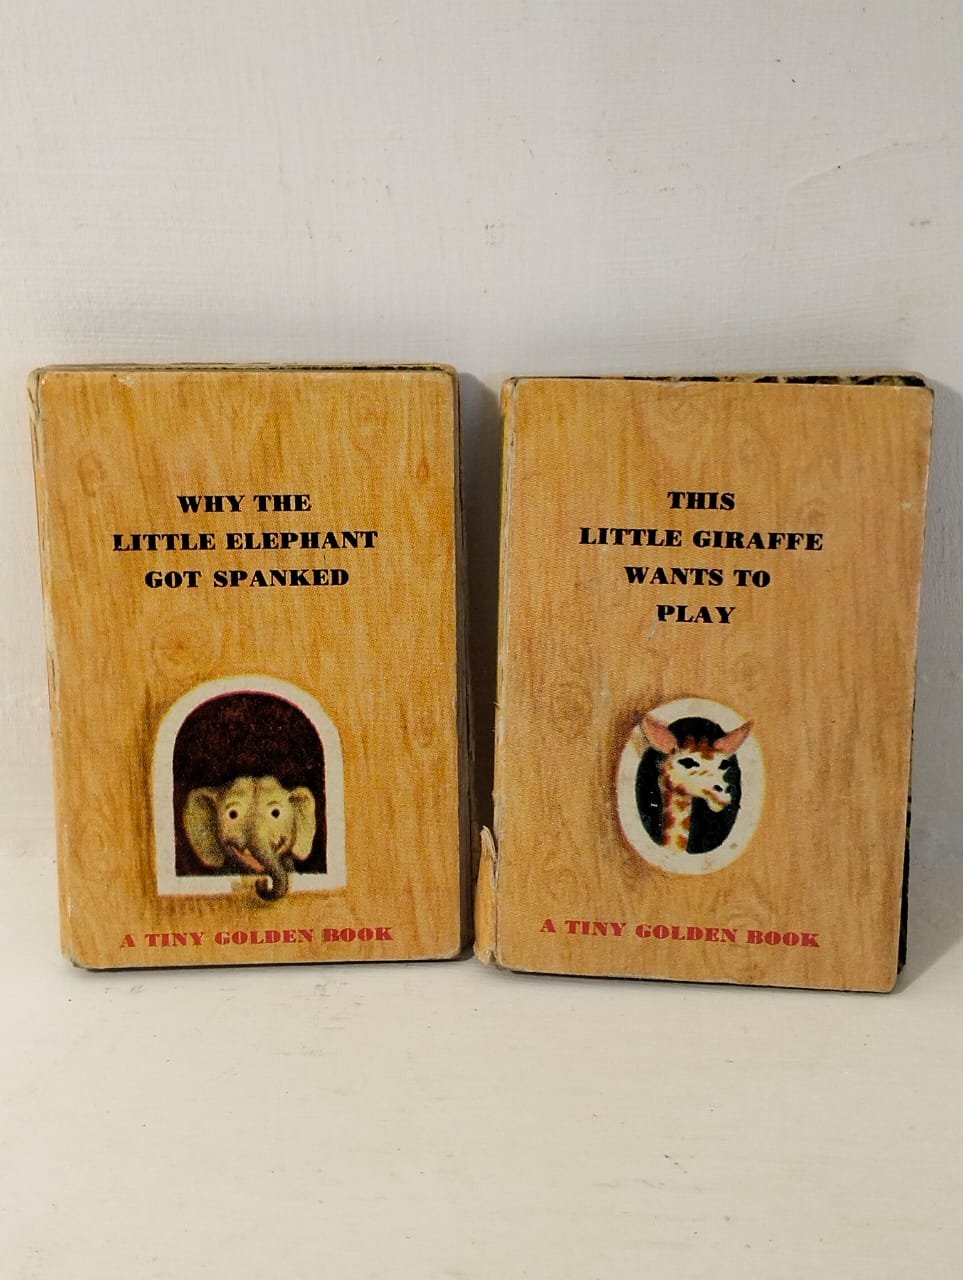 WHY THE
LITTLE ELEPHANT
GOT SPANKED
A TINY GOLDEN BOOK
THIS
LITTLE GIRAFFE
WANTS TO
PLAY
A TINY GOLDEN BOOK